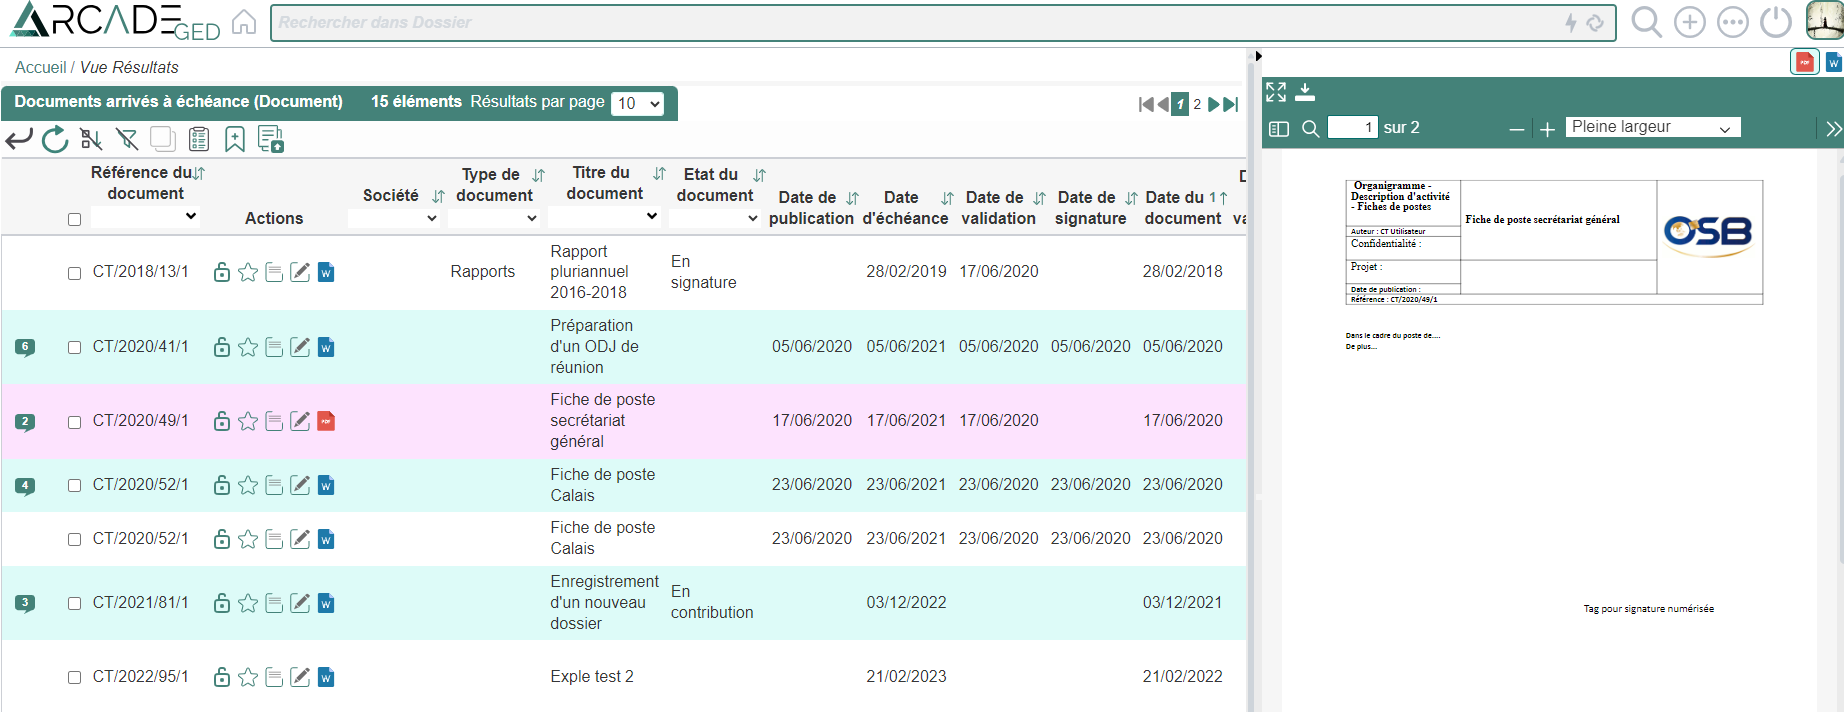 ARCADE GED
Rechercher dans Dossier
Accueil / Vue Résultats
Documents arrivés à échéance (Document) 15 éléments Résultats par page 10
1 2
Référence du document
Actions
Société
Type de document
Titre du document
Etat du document
Date de publication
Date d'échéance
Date de validation
Date de signature
Date du document 1
D
va
CT/2018/13/1 W Rapports Rapport pluriannuel 2016-2018 En signature 28/02/2019 17/06/2020 28/02/2018
6 CT/2020/41/1 W Préparation d'un ODJ de réunion 05/06/2020 05/06/2021 05/06/2020 05/06/2020 05/06/2020
2 CT/2020/49/1 PDF Fiche de poste secrétariat général 17/06/2020 17/06/2021 17/06/2020 17/06/2020
4 CT/2020/52/1 W Fiche de poste Calais 23/06/2020 23/06/2021 23/06/2020 23/06/2020 23/06/2020
CT/2020/52/1 W Fiche de poste Calais 23/06/2020 23/06/2021 23/06/2020 23/06/2020 23/06/2020
3 CT/2021/81/1 W Enregistrement d'un nouveau dossier En contribution 03/12/2022 03/12/2021
CT/2022/95/1 W Exple test 2 21/02/2023 21/02/2022
PDF W
1 sur 2 Pleine largeur
Organigramme -
Description d'activité
- Fiches de postes
Fiche de poste secrétariat général
OSB
Auteur : CT Utilisateur
Confidentialité :
Projet :
Date de publication :
Référence : CT/2020/49/1
Dans le cadre du poste de....
De plus...
Tag pour signature numérisée